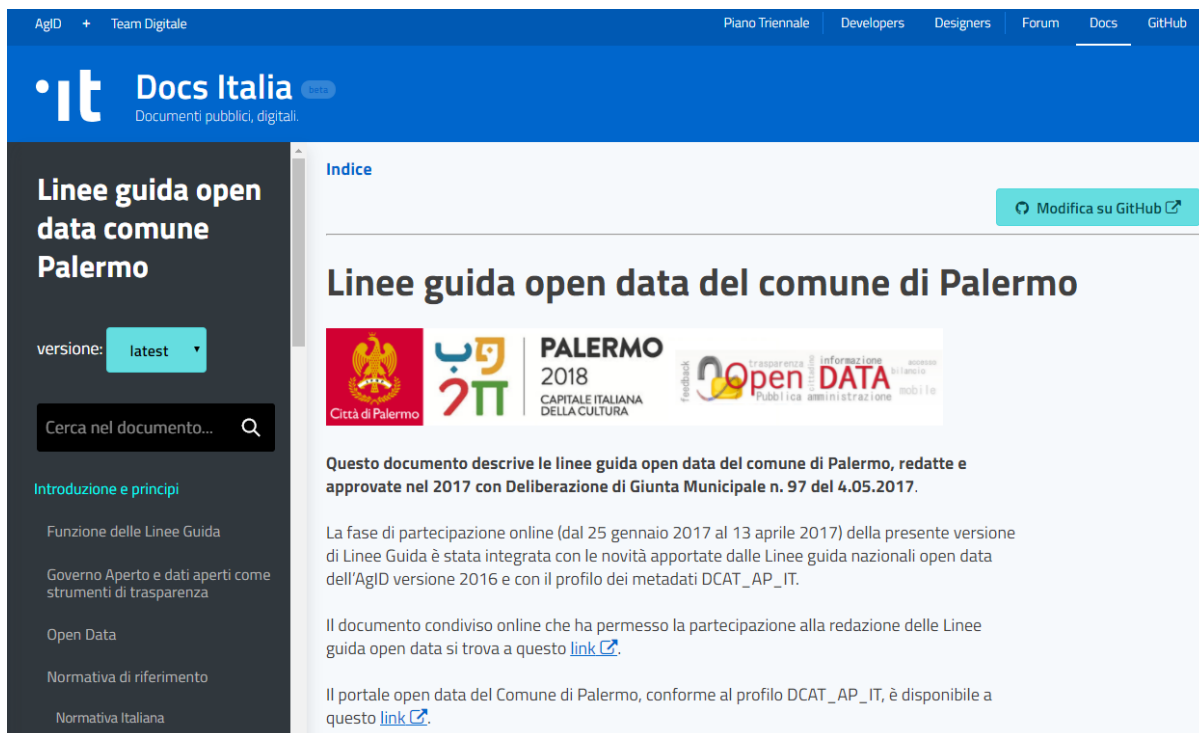 AgID + Team Digitale
Piano Triennale Developers Designers Forum Docs GitHub
.it Docs Italia beta
Documenti pubblici, digitali.
Linee guida open
data comune
Palermo
versione: latest
Cerca nel documento...
Introduzione e principi
Funzione delle Linee Guida
Governo Aperto e dati aperti come
strumenti di trasparenza
Open Data
Normativa di riferimento
Normativa Italiana
Indice
Modifica su GitHub
Linee guida open data del comune di Palermo
Città di Palermo
PALERMO
2018
CAPITALE ITALIANA
DELLA CULTURA
feedback
trasparenza
cittadino
informazione
accesso
bilancio
Open DATA
mobile
Pubblica amministrazione
Questo documento descrive le linee guida open data del comune di Palermo, redatte e
approvate nel 2017 con Deliberazione di Giunta Municipale n. 97 del 4.05.2017.
La fase di partecipazione online (dal 25 gennaio 2017 al 13 aprile 2017) della presente versione
di Linee Guida è stata integrata con le novità apportate dalle Linee guida nazionali open data
dell'AgID versione 2016 e con il profilo dei metadati DCAT_AP_IT.
Il documento condiviso online che ha permesso la partecipazione alla redazione delle Linee
guida open data si trova a questo link.
Il portale open data del Comune di Palermo, conforme al profilo DCAT_AP_IT, è disponibile a
questo link.